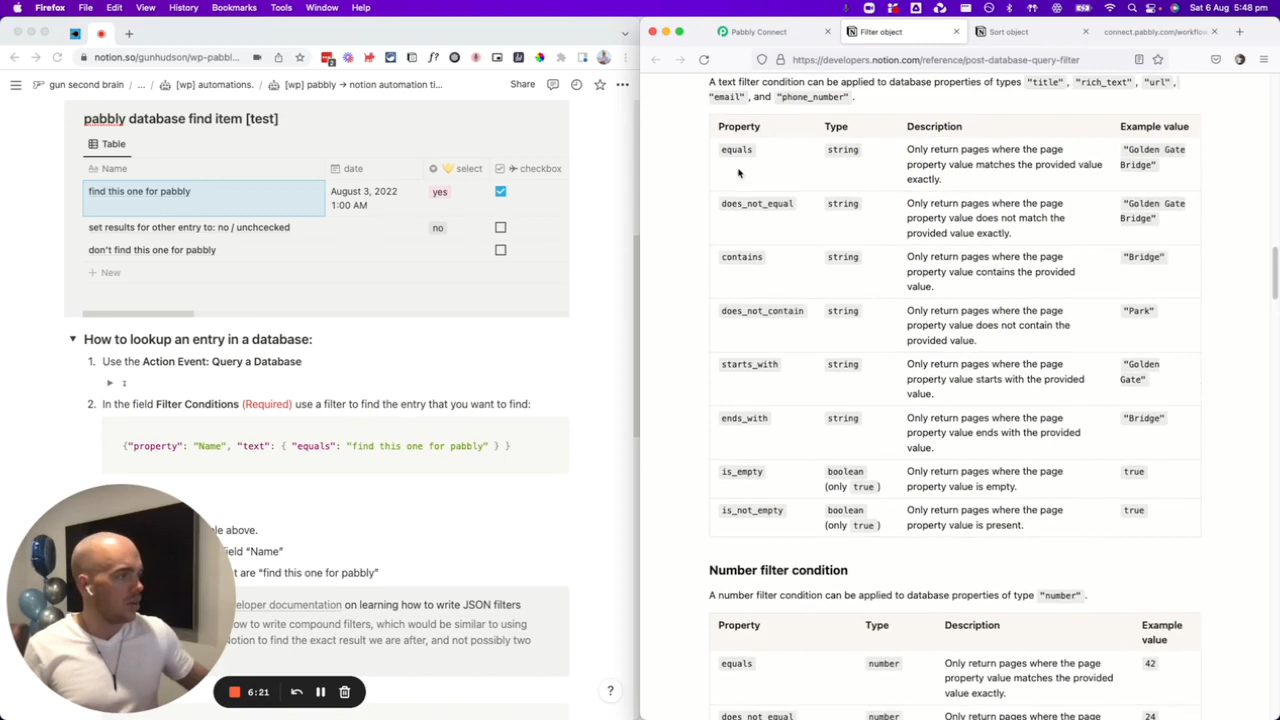 Firefox File Edit View History Bookmarks Tools Window Help
Sat 6 Aug 5:48 pm
notion.so/gunhudson/wp-pabbl...
gun second brain / ... / [wp] automations. / [wp] pabbly → notion automation ti...
Share
pabbly database find item [test]
Table
Name date select checkbox
find this one for pabbly August 3, 2022 yes
1:00 AM
set results for other entry to: no / unchcecked no
don't find this one for pabbly
+ New
How to lookup an entry in a database:
1. Use the Action Event: Query a Database
2. In the field Filter Conditions (Required) use a filter to find the entry that you want to find:
{"property": "Name", "text": { "equals": "find this one for pabbly" } }
le above.
ield “Name”
t are “find this one for pabbly”
eloper documentation on learning how to write JSON filters
ow to write compound filters, which would be similar to using
Notion to find the exact result we are after, and not possibly two
6:21
?
Pabbly Connect Filter object Sort object connect.pabbly.com/workflow
https://developers.notion.com/reference/post-database-query-filter
A text filter condition can be applied to database properties of types "title", "rich_text", "url",
"email", and "phone_number".
Property Type Description Example value
equals string Only return pages where the page "Golden Gate
property value matches the provided value Bridge"
exactly.
does_not_equal string Only return pages where the page "Golden Gate
property value does not match the Bridge"
provided value exactly.
contains string Only return pages where the page "Bridge"
property value contains the provided
value.
does_not_contain string Only return pages where the page "Park"
property value does not contain the
provided value.
starts_with string Only return pages where the page "Golden
property value starts with the provided Gate"
value.
ends_with string Only return pages where the page "Bridge"
property value ends with the provided
value.
is_empty boolean Only return pages where the page true
(only true) property value is empty.
is_not_empty boolean Only return pages where the page true
(only true) property value is present.
Number filter condition
A number filter condition can be applied to database properties of type "number".
Property Type Description Example
value
equals number Only return pages where the page 42
property value matches the provided value
exactly.
does_not_equal number Only return pages where the page 24